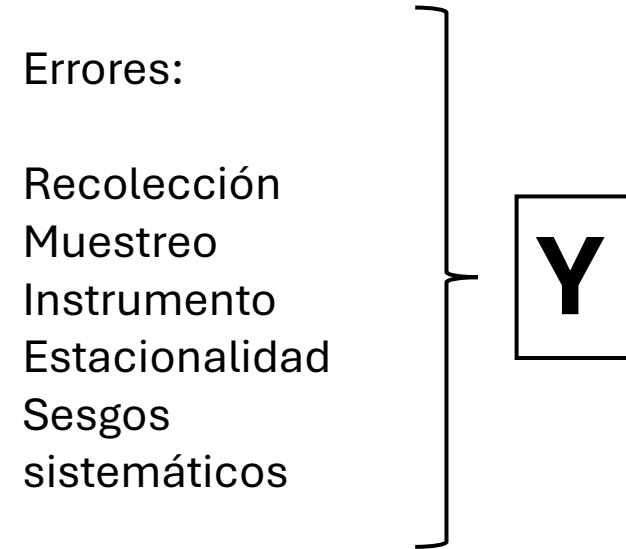 Errores:
Recolección
Muestreo
Instrumento
Estacionalidad
Sesgos
sistemáticos
Y